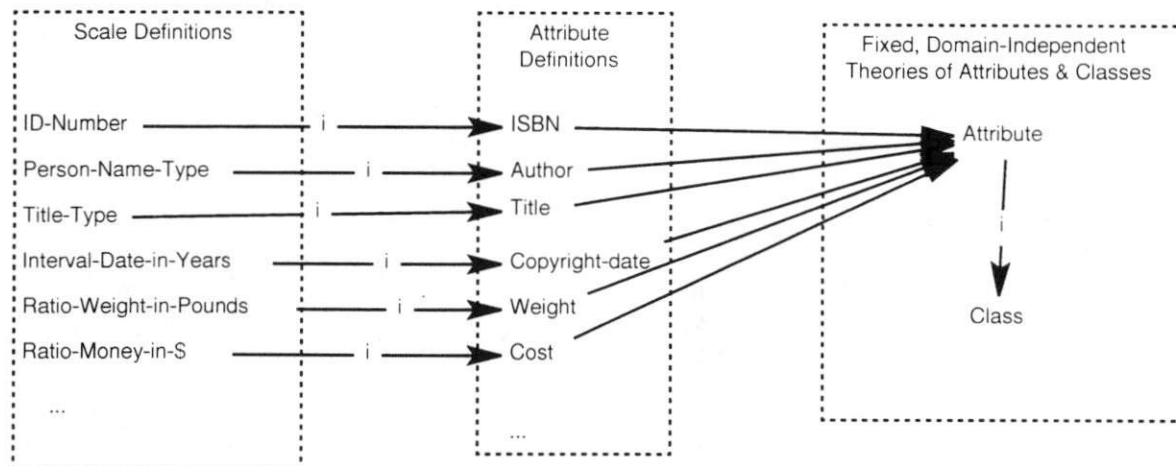 Scale Definitions
ID-Number
Person-Name-Type
Title-Type
Interval-Date-in-Years
Ratio-Weight-in-Pounds
Ratio-Money-in-$
...
i
i
i
i
i
i
Attribute
Definitions
ISBN
Author
Title
Copyright-date
Weight
Cost
...
Fixed, Domain-Independent
Theories of Attributes & Classes
Attribute
i
Class